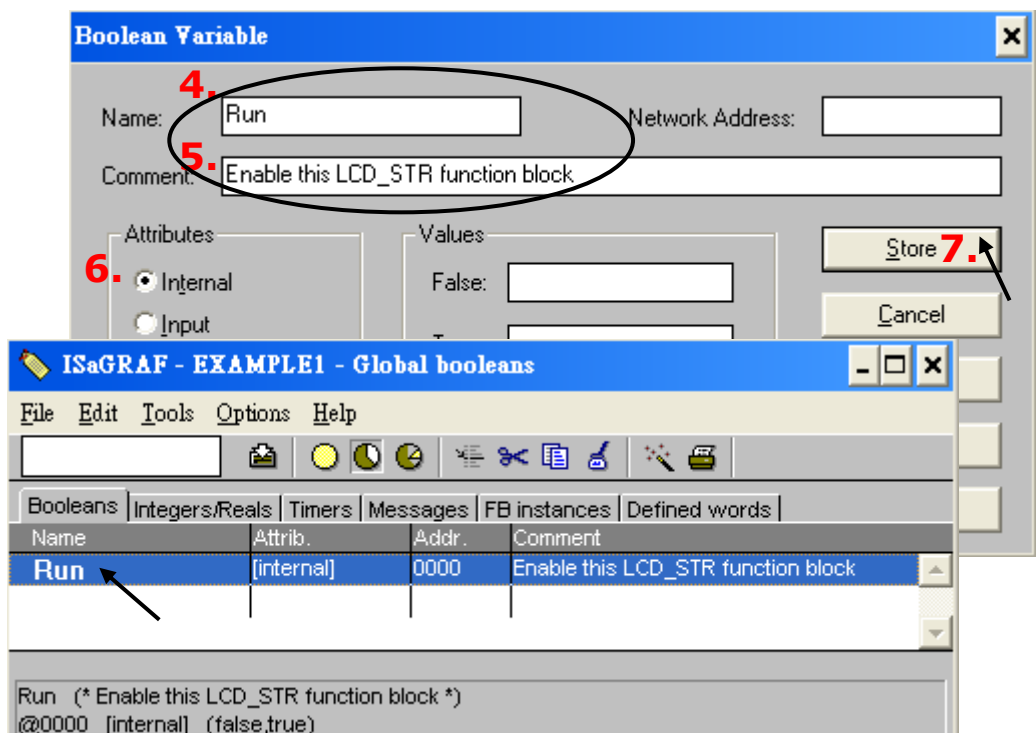 Boolean Variable
4.
Name: Run Network Address:
5.
Comment: Enable this LCD_STR function block
Attributes Values
6. Internal False: Store 7.
Input Cancel
ISaGRAF - EXAMPLE1 - Global booleans
File Edit Tools Options Help
Booleans Integers/Reals Timers Messages FB instances Defined words
Name Attrib. Addr. Comment
Run [internal] 0000 Enable this LCD_STR function block
Run (* Enable this LCD_STR function block *)
@0000 [internal] (false,true)